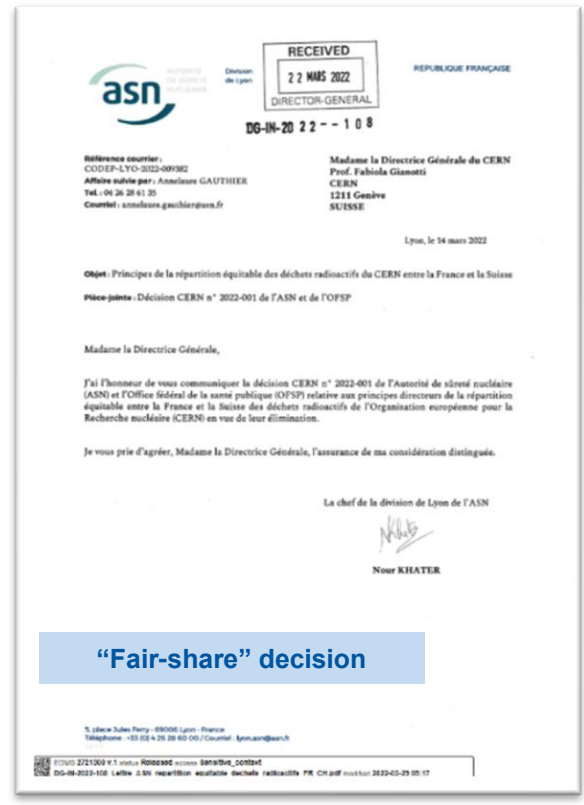 RECEIVED
22 MARS 2022
DIRECTOR-GENERAL
DG-IN-20 22--108
asn
AUTORITÉ
DE SÛRETÉ
NUCLÉAIRE
Division
de Lyon
REPUBLIQUE FRANÇAISE
Référence courrier :
CODEP-LYO-2022-009382
Affaire suivie par : Annelaure GAUTHIER
Tel. : 04 26 28 61 35
Courriel : annelaure.gauthier@asn.fr
Madame la Directrice Générale du CERN
Prof. Fabiola Gianotti
CERN
1211 Genève
SUISSE
Lyon, le 14 mars 2022
Objet : Principes de la répartition équitable des déchets radioactifs du CERN entre la France et la Suisse
Pièce-jointe : Décision CERN n° 2022-001 de l'ASN et de l'OFSP
Madame la Directrice Générale,
J'ai l'honneur de vous communiquer la décision CERN n° 2022-001 de l'Autorité de sûreté nucléaire
(ASN) et l'Office fédéral de la santé publique (OFSP) relative aux principes directeurs de la répartition
équitable entre la France et la Suisse des déchets radioactifs de l'Organisation européenne pour la
Recherche nucléaire (CERN) en vue de leur élimination.
Je vous prie d'agréer, Madame la Directrice Générale, l'assurance de ma considération distinguée.
La chef de la division de Lyon de l'ASN
NKhater
Nour KHATER
“Fair-share” decision
5, place Jules Ferry - 69006 Lyon - France
Téléphone : +33 (0) 4 26 28 60 00 / Courriel : lyon.asn@asn.fr
EDMS 2721300 v.1 status Released access Sensitive_context
DG-IN-2022-108 Lettre ASN repartition equitable dechets radioactifs FR CH.pdf modified 2022-03-29 09:17